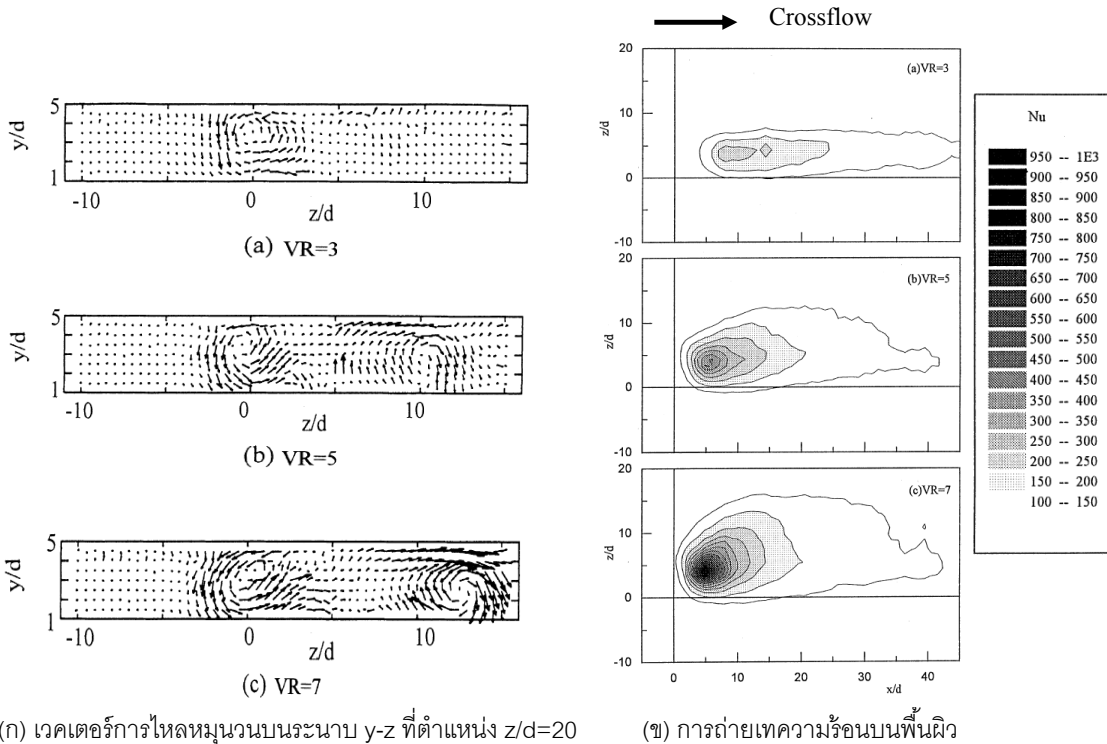 Crossflow
5
y/d
1
-10
0
10
z/d
(a) VR=3
5
y/d
1
-10
0
10
z/d
(b) VR=5
5
y/d
1
-10
0
10
z/d
(c) VR=7
20
(a)VR=3
10
z/d
0
-10
20
(b)VR=5
10
z/d
0
-10
20
(c)VR=7
10
z/d
0
-10
0
10
20
30
40
x/d
Nu
950 -- 1E3
900 -- 950
850 -- 900
800 -- 850
750 -- 800
700 -- 750
650 -- 700
600 -- 650
550 -- 600
500 -- 550
450 -- 500
400 -- 450
350 -- 400
300 -- 350
250 -- 300
200 -- 250
150 -- 200
100 -- 150
(ก) เวคเตอร์การไหลหมุนวนบนระนาบ y-z ที่ตำแหน่ง z/d=20
(ข) การถ่ายเทความร้อนบนพื้นผิว